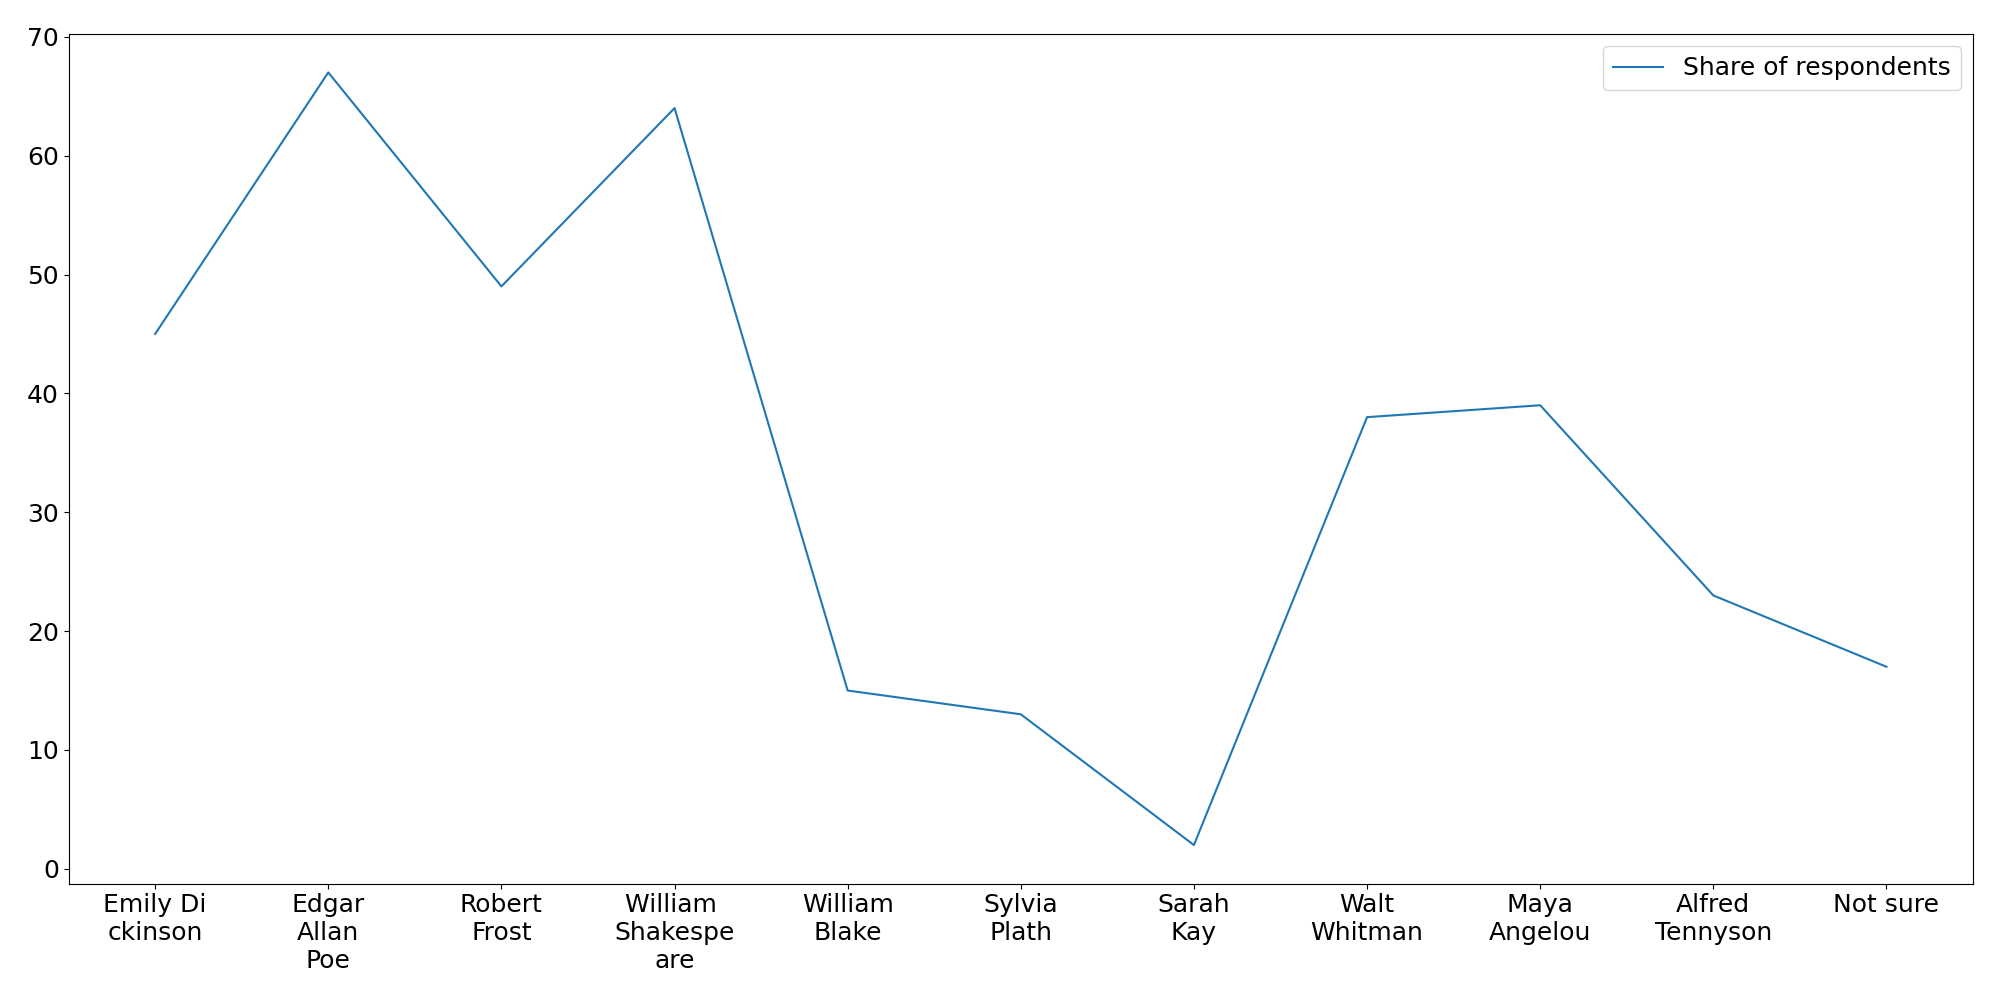 70
60
50
40
30
20
10
0
Share of respondents
Emily Di
ckinson
Edgar
Allan
Poe
Robert
Frost
William
Shakespe
are
William
Blake
Sylvia
Plath
Sarah
Kay
Walt
Whitman
Maya
Angelou
Alfred
Tennyson
Not sure